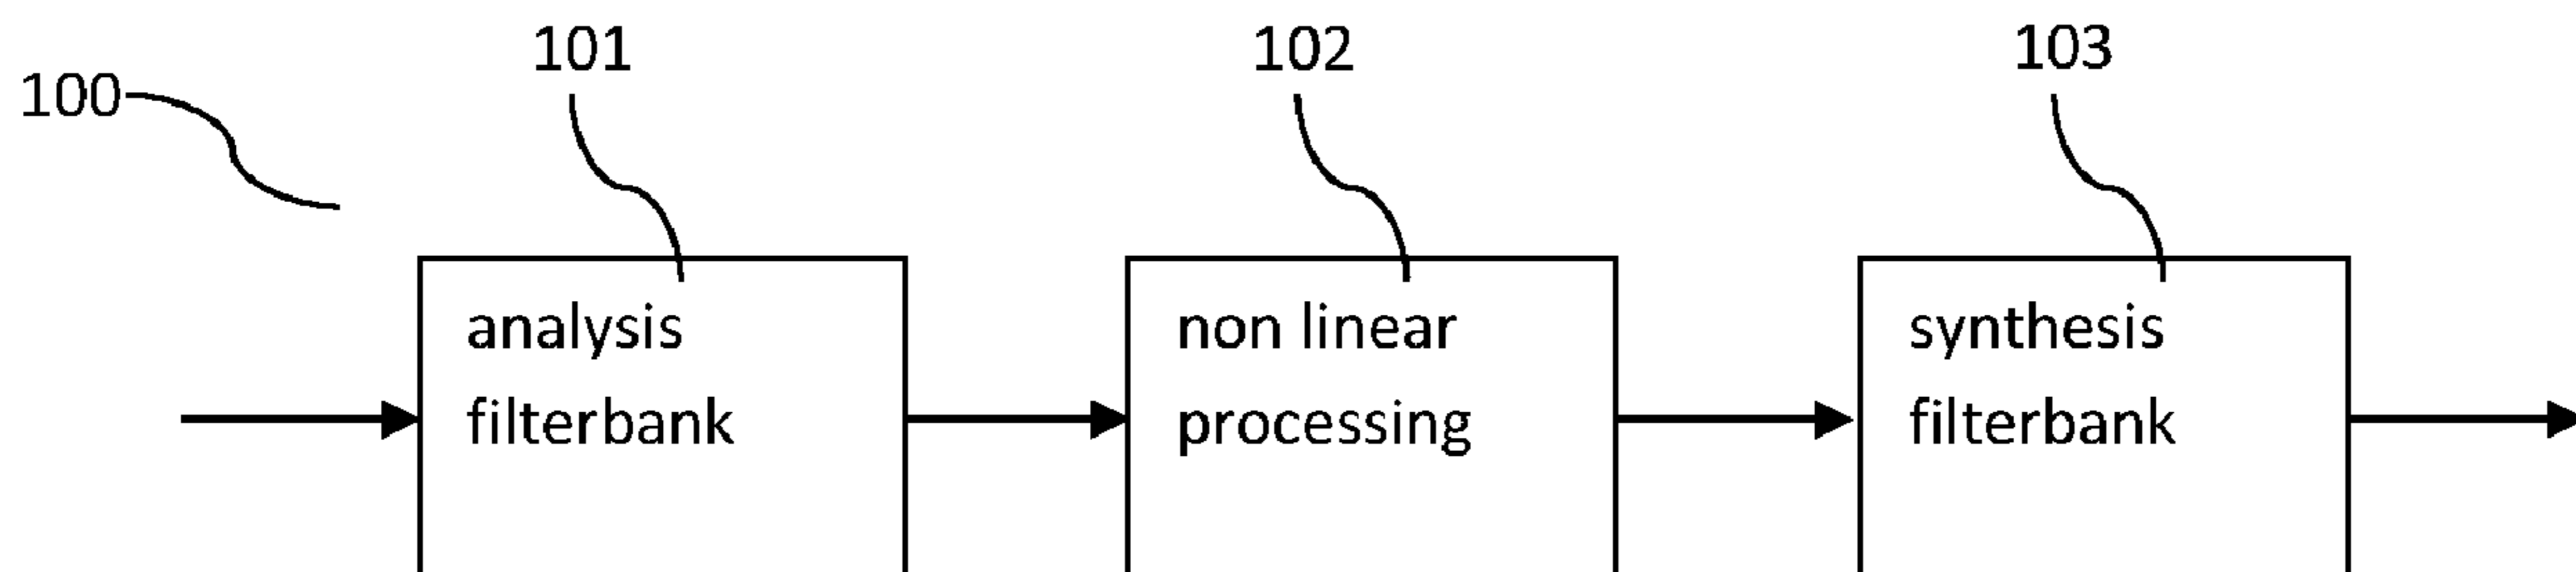 100
101
102
103
analysis
filterbank
non linear
processing
synthesis
filterbank